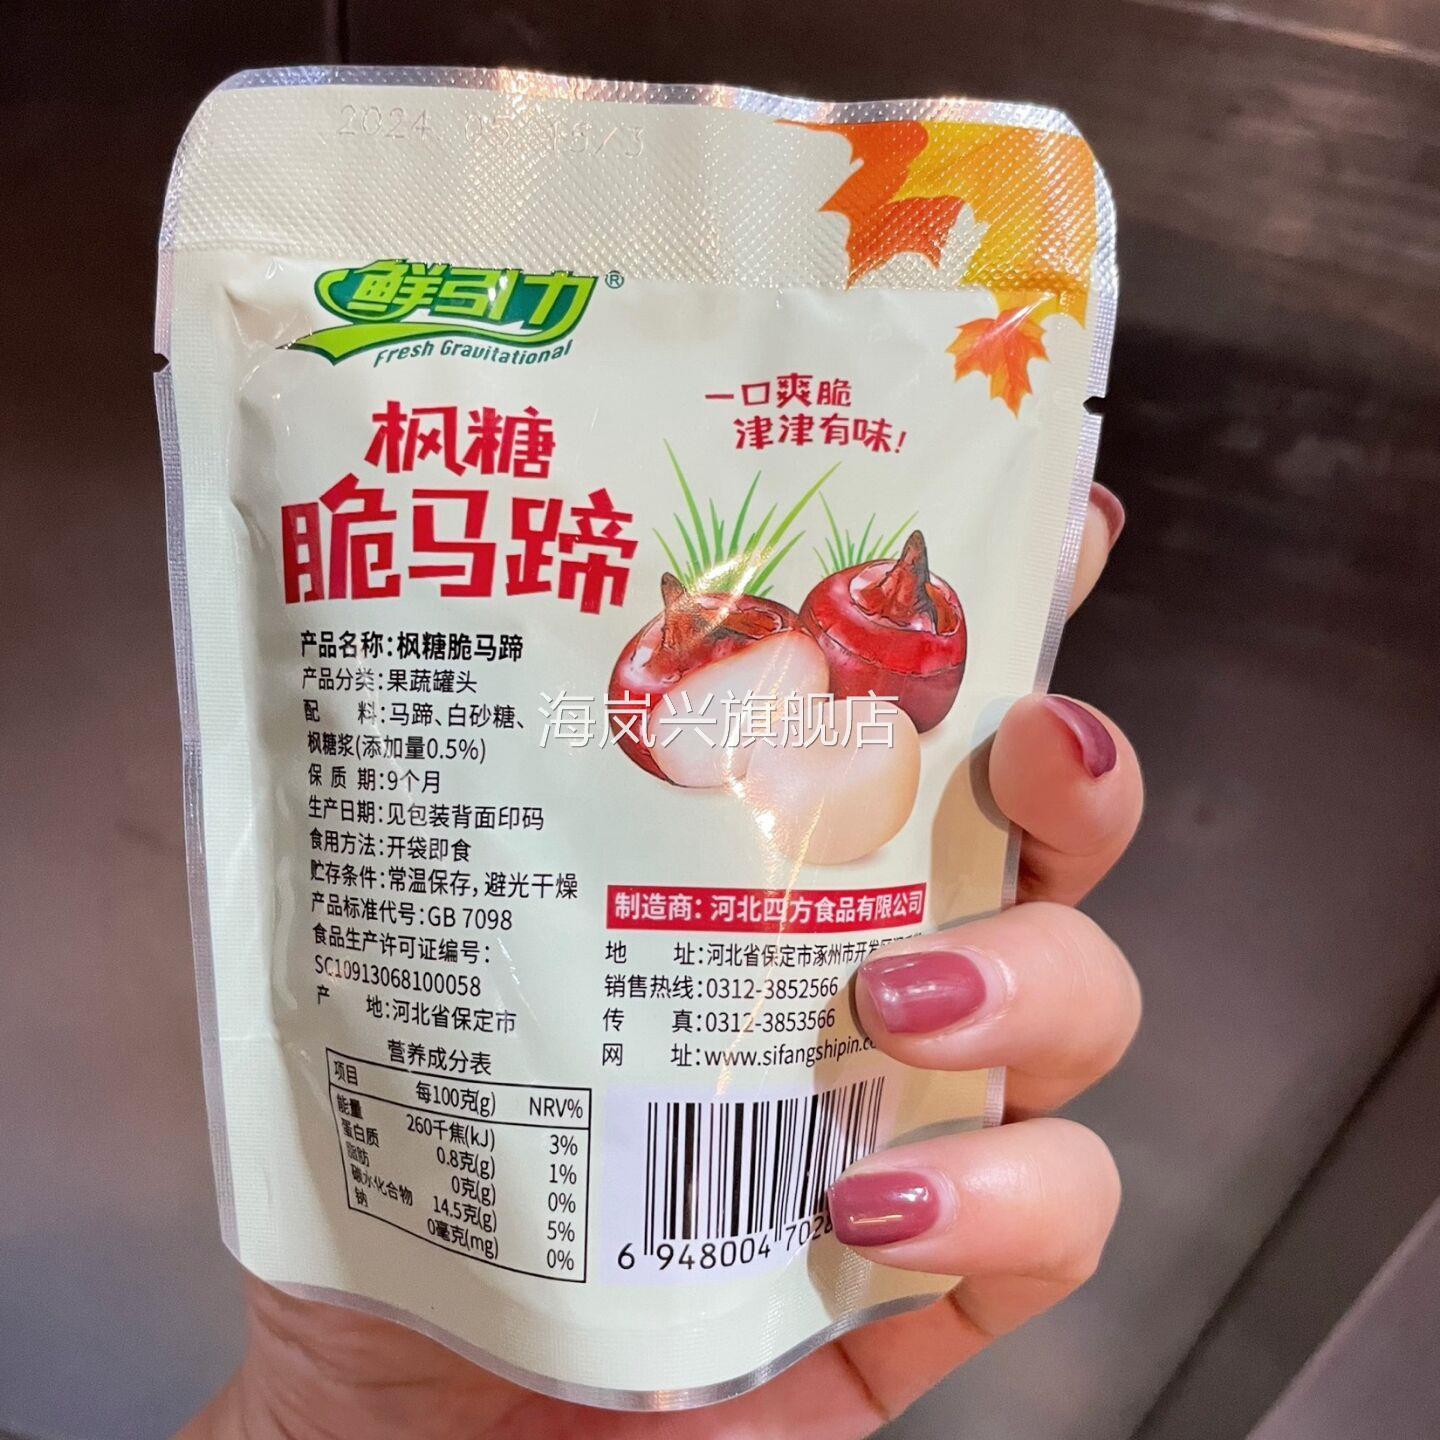 2024 05 16/3
鲜引力®
Fresh Gravitational
一口爽脆
津津有味!
枫糖
脆马蹄
产品名称:枫糖脆马蹄
产品分类:果蔬罐头
配 料:马蹄、白砂糖、
枫糖浆(添加量0.5%)
保 质 期:9个月
生产日期:见包装背面印码
食用方法:开袋即食
贮存条件:常温保存,避光干燥
产品标准代号:GB 7098
食品生产许可证编号:
SC10913068100058
产 地:河北省保定市
海岚兴旗舰店
制造商:河北四方食品有限公司
地 址:河北省保定市涿州市开发区
销售热线:0312-3852566
传 真:0312-3853566
网 址:www.sifangshipin.co
营养成分表
项目 每100克(g) NRV%
能量 260千焦(kJ) 3%
蛋白质 0.8克(g) 1%
脂肪 0克(g) 0%
碳水化合物 14.5克(g) 5%
钠 0毫克(mg) 0%
6 948004 702